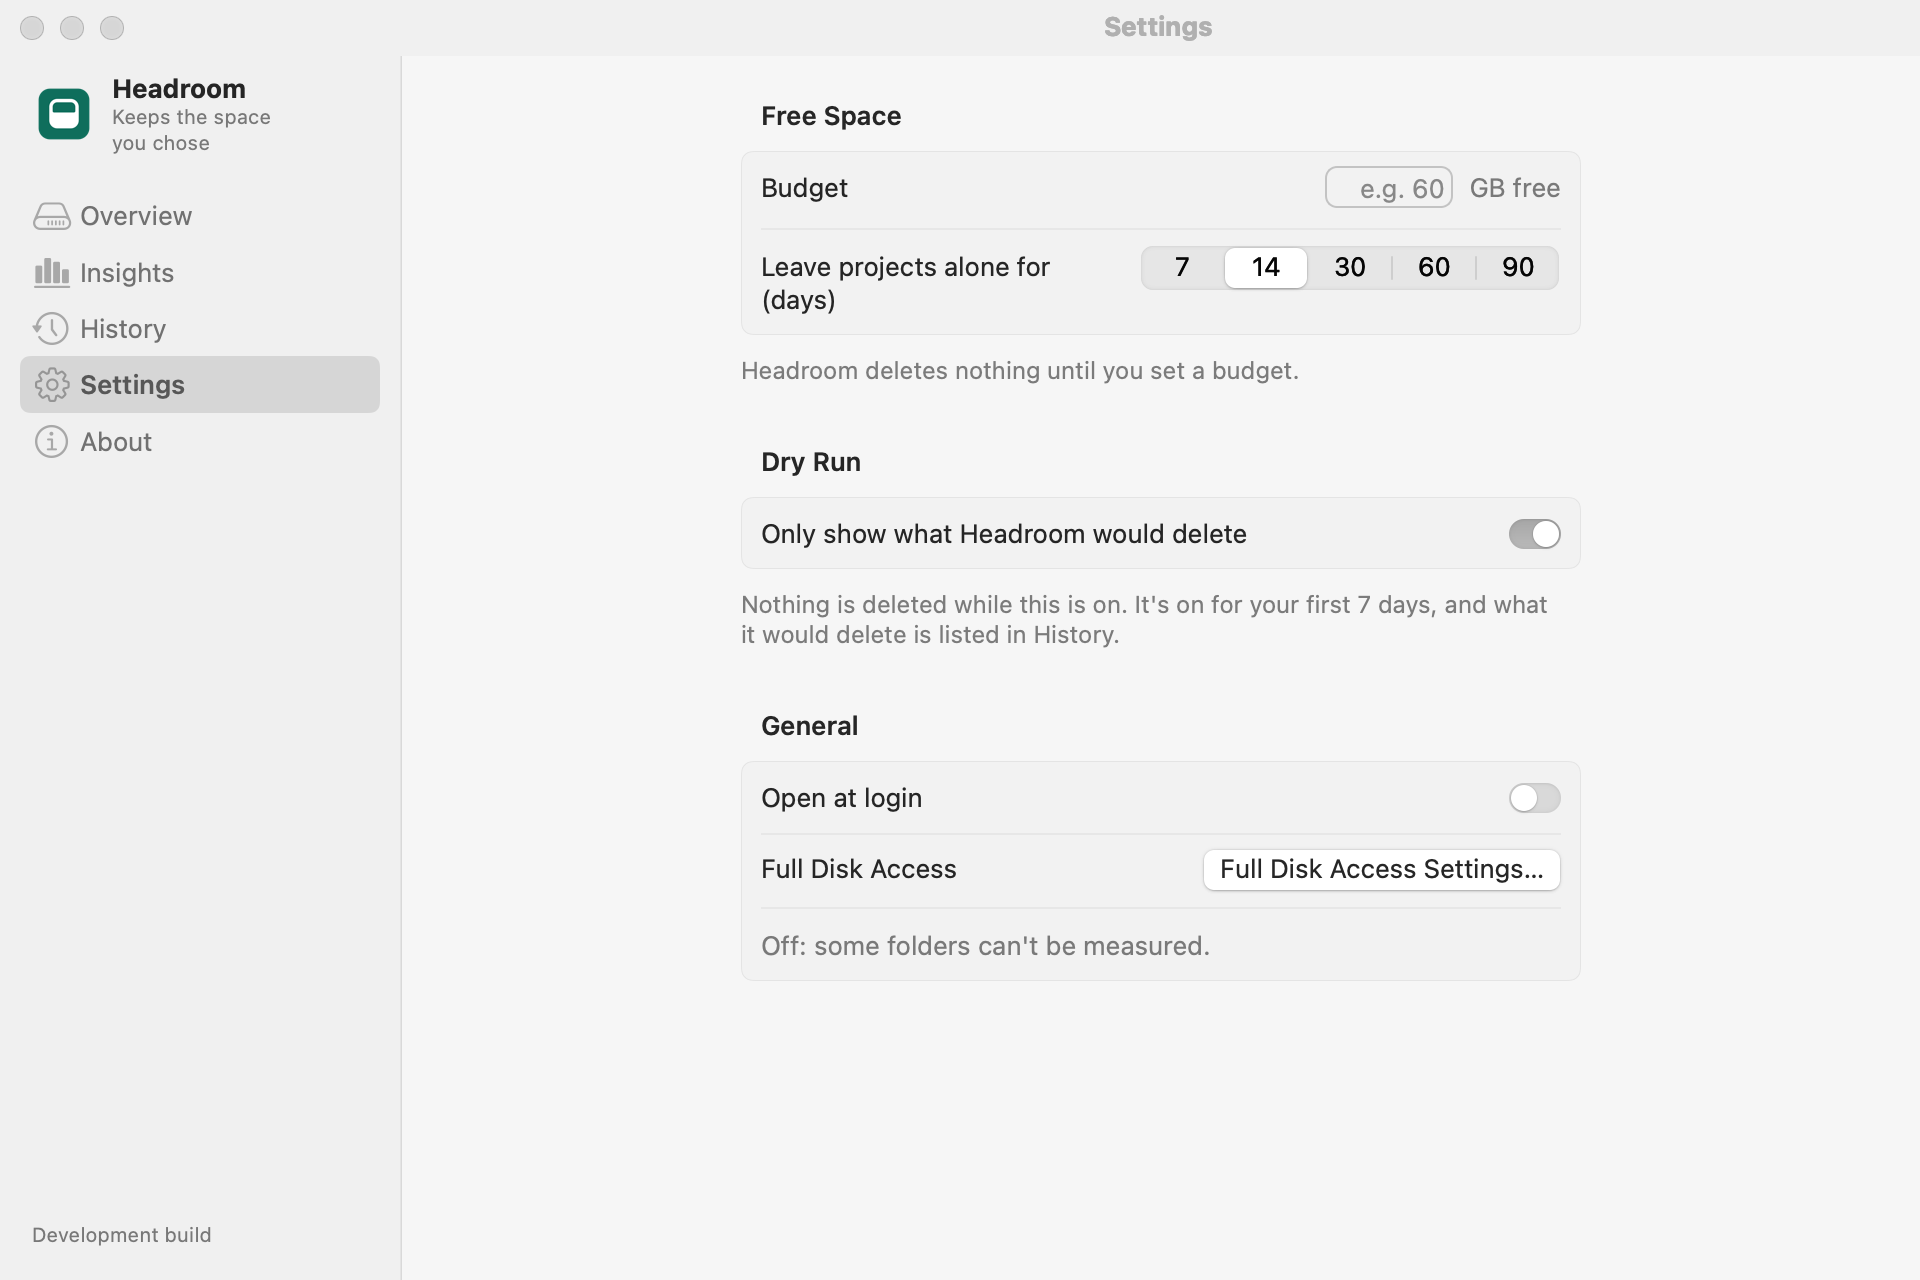 Settings
Headroom
Keeps the space
you chose
Overview
Insights
History
Settings
About
Development build
Free Space
Budget
e.g. 60 GB free
Leave projects alone for
(days)
7 14 30 60 90
Headroom deletes nothing until you set a budget.
Dry Run
Only show what Headroom would delete
Nothing is deleted while this is on. It's on for your first 7 days, and what
it would delete is listed in History.
General
Open at login
Full Disk Access
Full Disk Access Settings...
Off: some folders can't be measured.